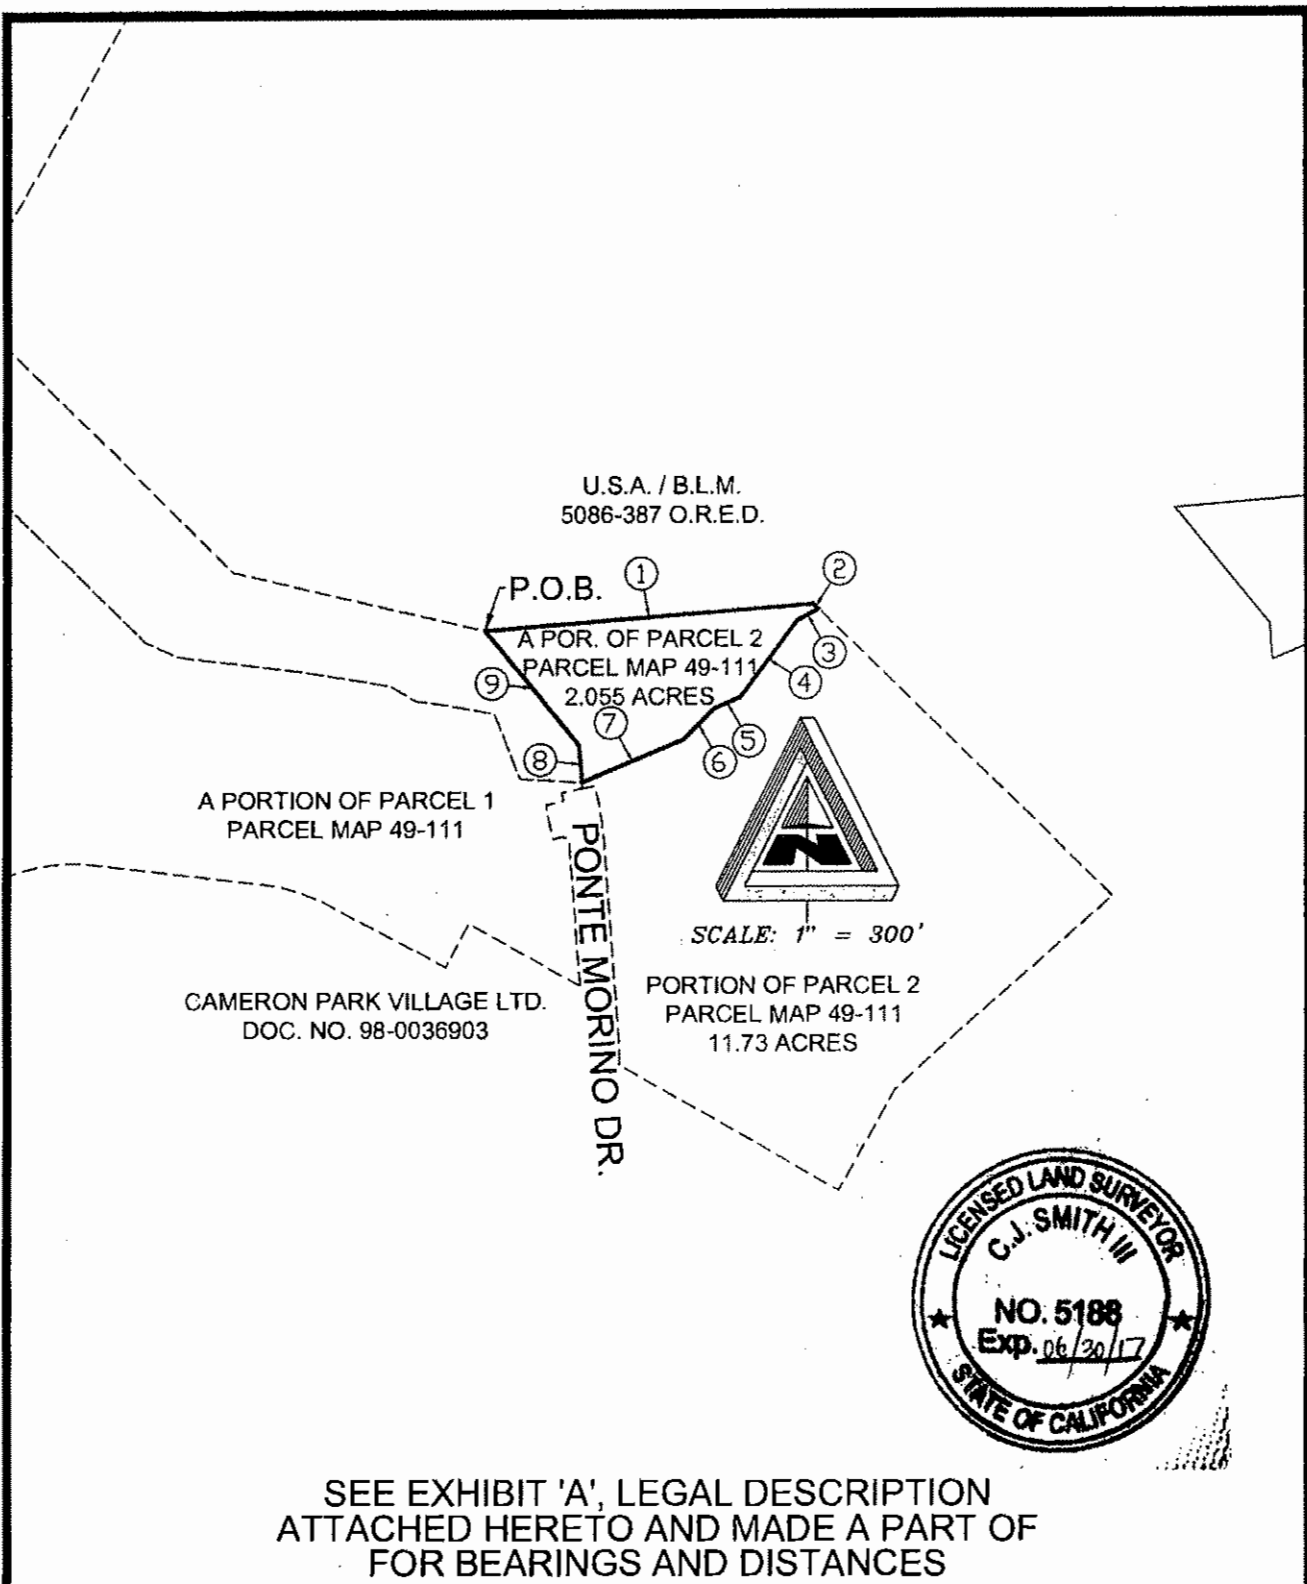 U.S.A. / B.L.M.
5086-387 O.R.E.D.
P.O.B.
1
2
A POR. OF PARCEL 2
PARCEL MAP 49-111
2.055 ACRES
3
4
9
7
5
6
8
A PORTION OF PARCEL 1
PARCEL MAP 49-111
PONTE MORINO DR.
N
SCALE: 1" = 300'
CAMERON PARK VILLAGE LTD.
DOC. NO. 98-0036903
PORTION OF PARCEL 2
PARCEL MAP 49-111
11.73 ACRES
LICENSED LAND SURVEYOR
C.J. SMITH III
NO. 5188
Exp. 06/30/17
STATE OF CALIFORNIA
SEE EXHIBIT 'A', LEGAL DESCRIPTION
ATTACHED HERETO AND MADE A PART OF
FOR BEARINGS AND DISTANCES